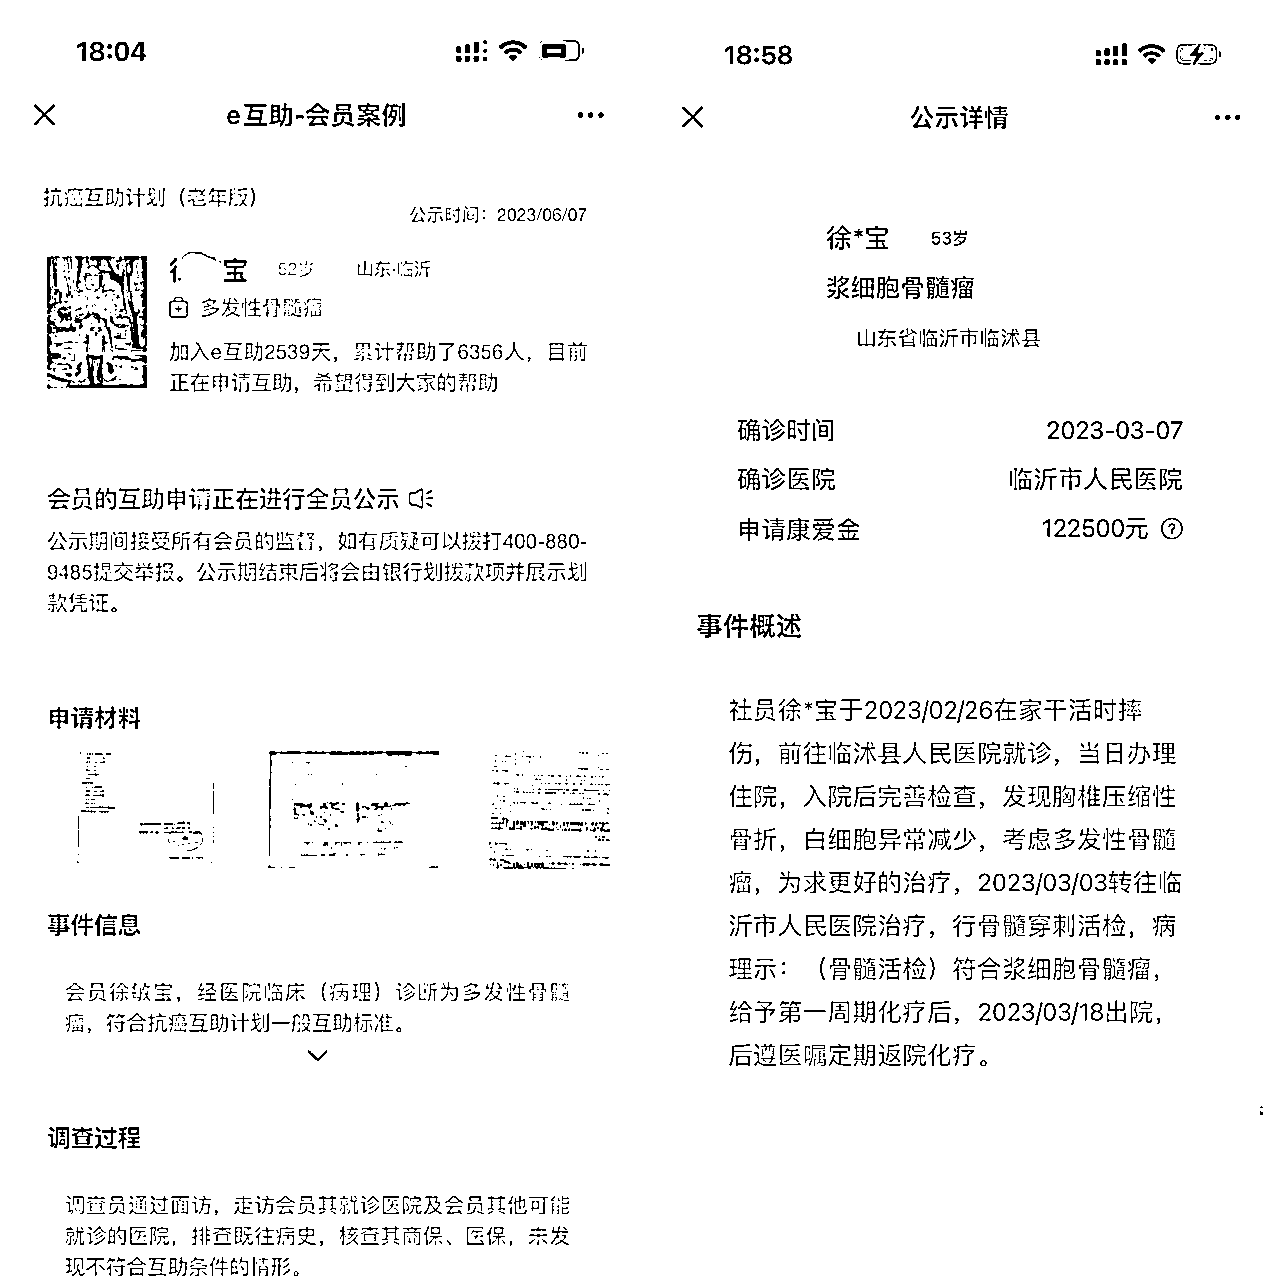 18:04
e互助-会员案例
抗癌互助计划（老年版）
公示时间：2023/06/07
宝 52岁 山东·临沂
多发性骨髓瘤
加入e互助2539天，累计帮助了6356人，目前
正在申请互助，希望得到大家的帮助
会员的互助申请正在进行全员公示
公示期间接受所有会员的监督，如有质疑可以拨打400-880-
9485提交举报。公示期结束后将会由银行划拨款项并展示划
款凭证。
申请材料
事件信息
会员徐敏宝，经医院临床（病理）诊断为多发性骨髓
瘤，符合抗癌互助计划一般互助标准。
调查过程
调查员通过面访，走访会员其就诊医院及会员其他可能
就诊的医院，排查既往病史，核查其商保、医保，未发
现不符合互助条件的情形。
18:58
公示详情
徐*宝 53岁
浆细胞骨髓瘤
山东省临沂市临沭县
确诊时间 2023-03-07
确诊医院 临沂市人民医院
申请康爱金 122500元
事件概述
社员徐*宝于2023/02/26在家干活时摔
伤，前往临沭县人民医院就诊，当日办理
住院，入院后完善检查，发现胸椎压缩性
骨折，白细胞异常减少，考虑多发性骨髓
瘤，为求更好的治疗，2023/03/03转往临
沂市人民医院治疗，行骨髓穿刺活检，病
理示：（骨髓活检）符合浆细胞骨髓瘤，
给予第一周期化疗后，2023/03/18出院，
后遵医嘱定期返院化疗。